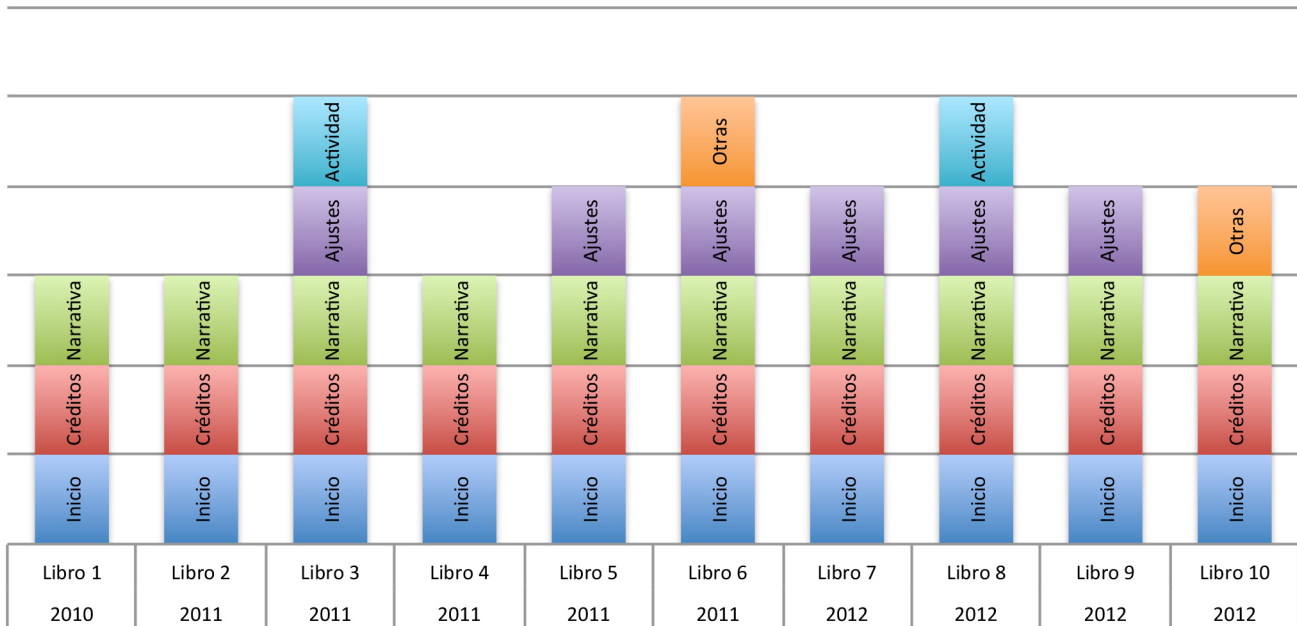 Actividad
Otras
Actividad
Ajustes
Ajustes
Ajustes
Ajustes
Ajustes
Ajustes
Otras
Narrativa
Narrativa
Narrativa
Narrativa
Narrativa
Narrativa
Narrativa
Narrativa
Narrativa
Narrativa
Créditos
Créditos
Créditos
Créditos
Créditos
Créditos
Créditos
Créditos
Créditos
Créditos
Inicio
Inicio
Inicio
Inicio
Inicio
Inicio
Inicio
Inicio
Inicio
Inicio
Libro 1 Libro 2 Libro 3 Libro 4 Libro 5 Libro 6 Libro 7 Libro 8 Libro 9 Libro 10
2010 2011 2011 2011 2011 2011 2012 2012 2012 2012